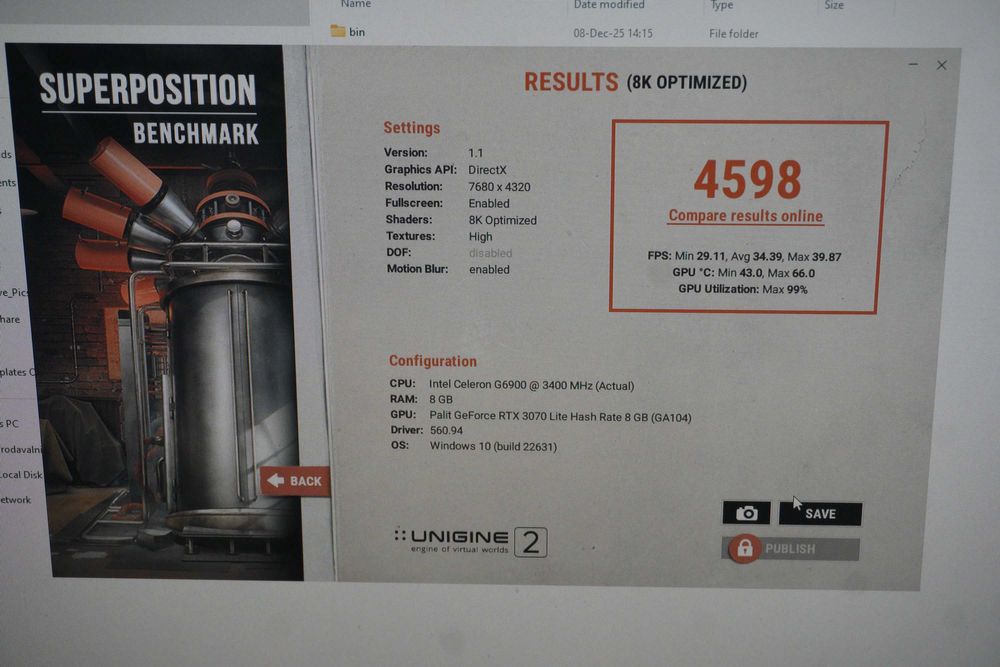 Name Date modified Type Size
bin 08-Dec-25 14:15 File folder
SUPERPOSITION
BENCHMARK
RESULTS (8K OPTIMIZED)
Settings
Version: 1.1
Graphics API: DirectX
Resolution: 7680 x 4320
Fullscreen: Enabled
Shaders: 8K Optimized
Textures: High
DOF: disabled
Motion Blur: enabled
4598
Compare results online
FPS: Min 29.11, Avg 34.39, Max 39.87
GPU °C: Min 43.0, Max 66.0
GPU Utilization: Max 99%
Configuration
CPU: Intel Celeron G6900 @ 3400 MHz (Actual)
RAM: 8 GB
GPU: Palit GeForce RTX 3070 Lite Hash Rate 8 GB (GA104)
Driver: 560.94
OS: Windows 10 (build 22631)
BACK
UNIGINE 2
engine of virtual worlds
SAVE
PUBLISH
ds
ents
ve_Pics
hare
plates C
s PC
rodavalni
Local Disk
etwork